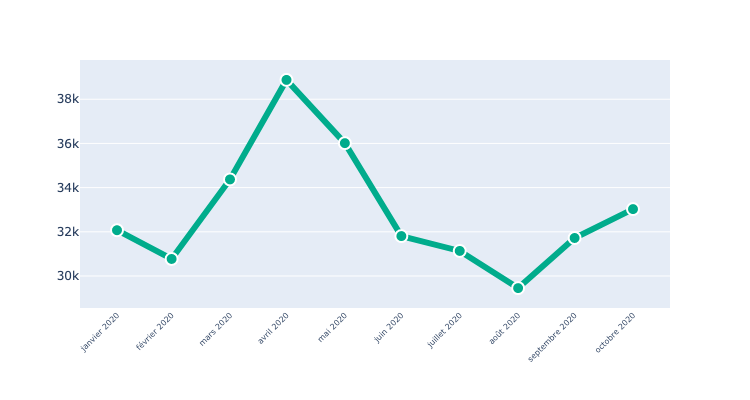 38k
36k
34k
32k
30k
janvier 2020
février 2020
mars 2020
avril 2020
mai 2020
juin 2020
juillet 2020
août 2020
septembre 2020
octobre 2020